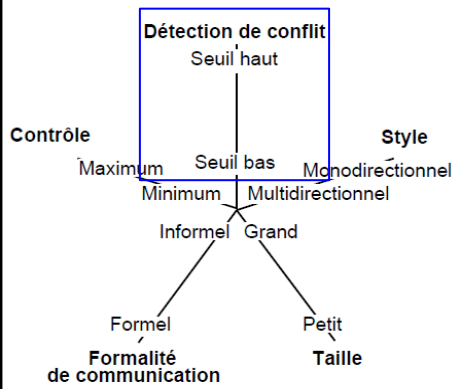 Détection de conflit
Seuil haut
Contrôle
Style
Maximum
Seuil bas
Monodirectionnel
Minimum
Multidirectionnel
Informel
Grand
Formel
Petit
Formalité
de communication
Taille